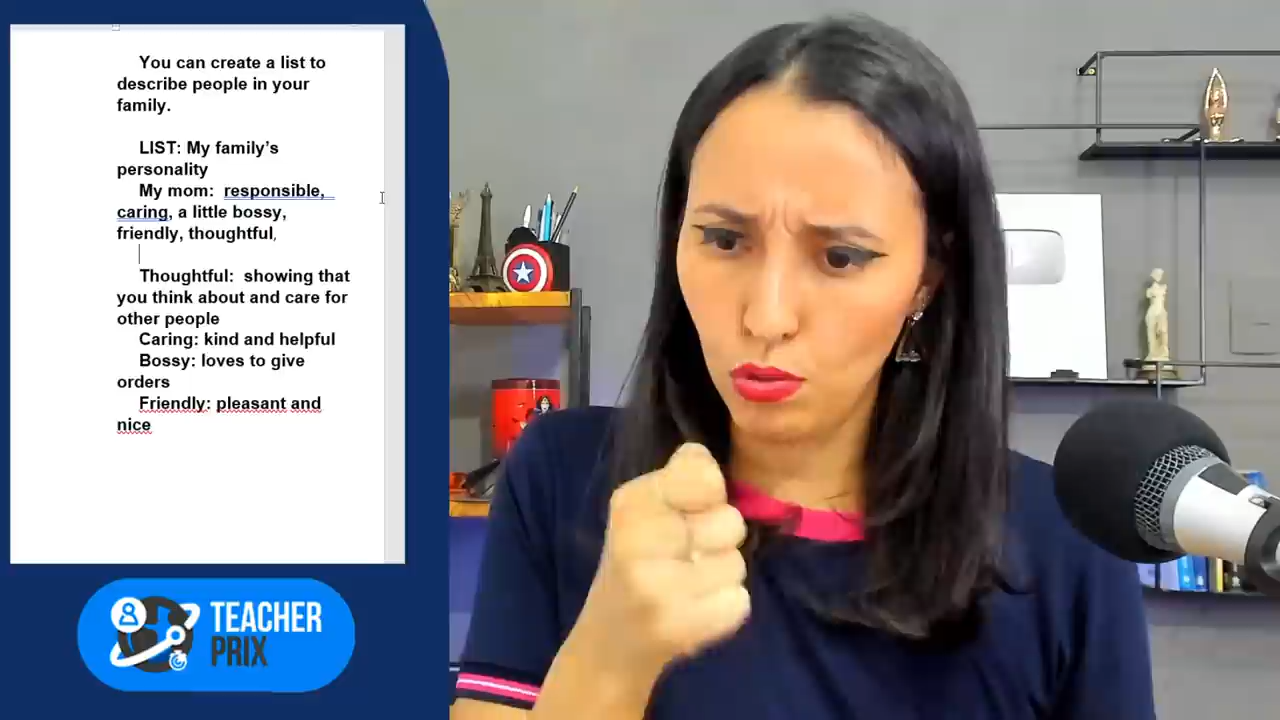 You can create a list to
describe people in your
family.
LIST: My family's
personality
My mom:  responsible,
caring, a little bossy,
friendly, thoughtful,
Thoughtful:  showing that
you think about and care for
other people
Caring: kind and helpful
Bossy: loves to give
orders
Friendly: pleasant and
nice
TEACHER
PRIX